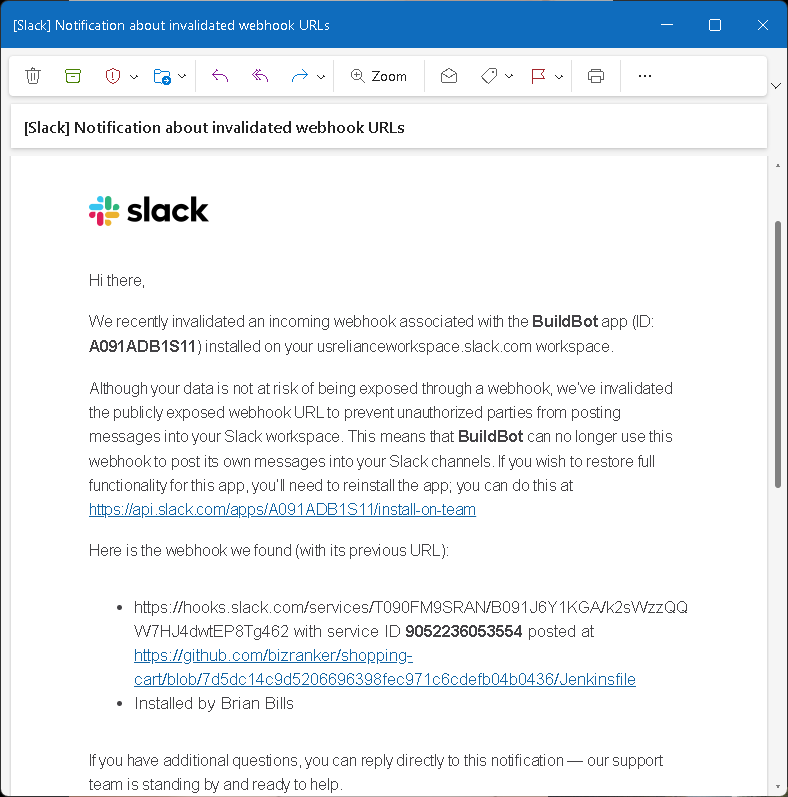 [Slack] Notification about invalidated webhook URLs
Zoom
[Slack] Notification about invalidated webhook URLs
slack
Hi there,
We recently invalidated an incoming webhook associated with the BuildBot app (ID:
A091ADB1S11) installed on your usrelianceworkspace.slack.com workspace.
Although your data is not at risk of being exposed through a webhook, we've invalidated
the publicly exposed webhook URL to prevent unauthorized parties from posting
messages into your Slack workspace. This means that BuildBot can no longer use this
webhook to post its own messages into your Slack channels. If you wish to restore full
functionality for this app, you'll need to reinstall the app; you can do this at
https://api.slack.com/apps/A091ADB1S11/install-on-team
Here is the webhook we found (with its previous URL):
• https://hooks.slack.com/services/T090FM9SRAN/B091J6Y1KGA/k2sWzzQQ
W7HJ4dwtEP8Tg462 with service ID 9052236053554 posted at
https://github.com/bizranker/shopping-
cart/blob/7d5dc14c9d5206696398fec971c6cdefb04b0436/Jenkinsfile
• Installed by Brian Bills
If you have additional questions, you can reply directly to this notification — our support
team is standing by and ready to help.